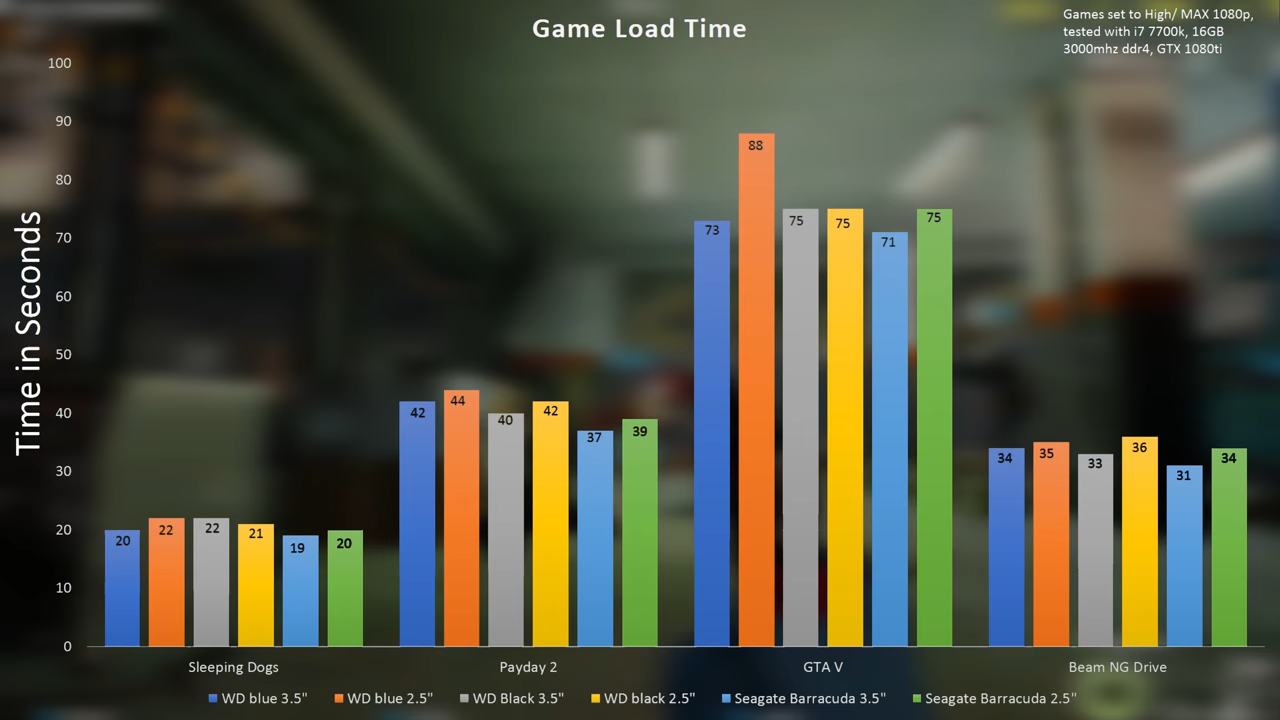 Game Load Time
Games set to High/ MAX 1080p,
tested with i7 7700k, 16GB
3000mhz ddr4, GTX 1080ti
Time in Seconds
100
90
80
70
60
50
40
30
20
10
0
20 22 22 21 19 20
42 44 40 42 37 39
73 88 75 75 71 75
34 35 33 36 31 34
Sleeping Dogs Payday 2 GTA V Beam NG Drive
WD blue 3.5" WD blue 2.5" WD Black 3.5" WD black 2.5" Seagate Barracuda 3.5" Seagate Barracuda 2.5"